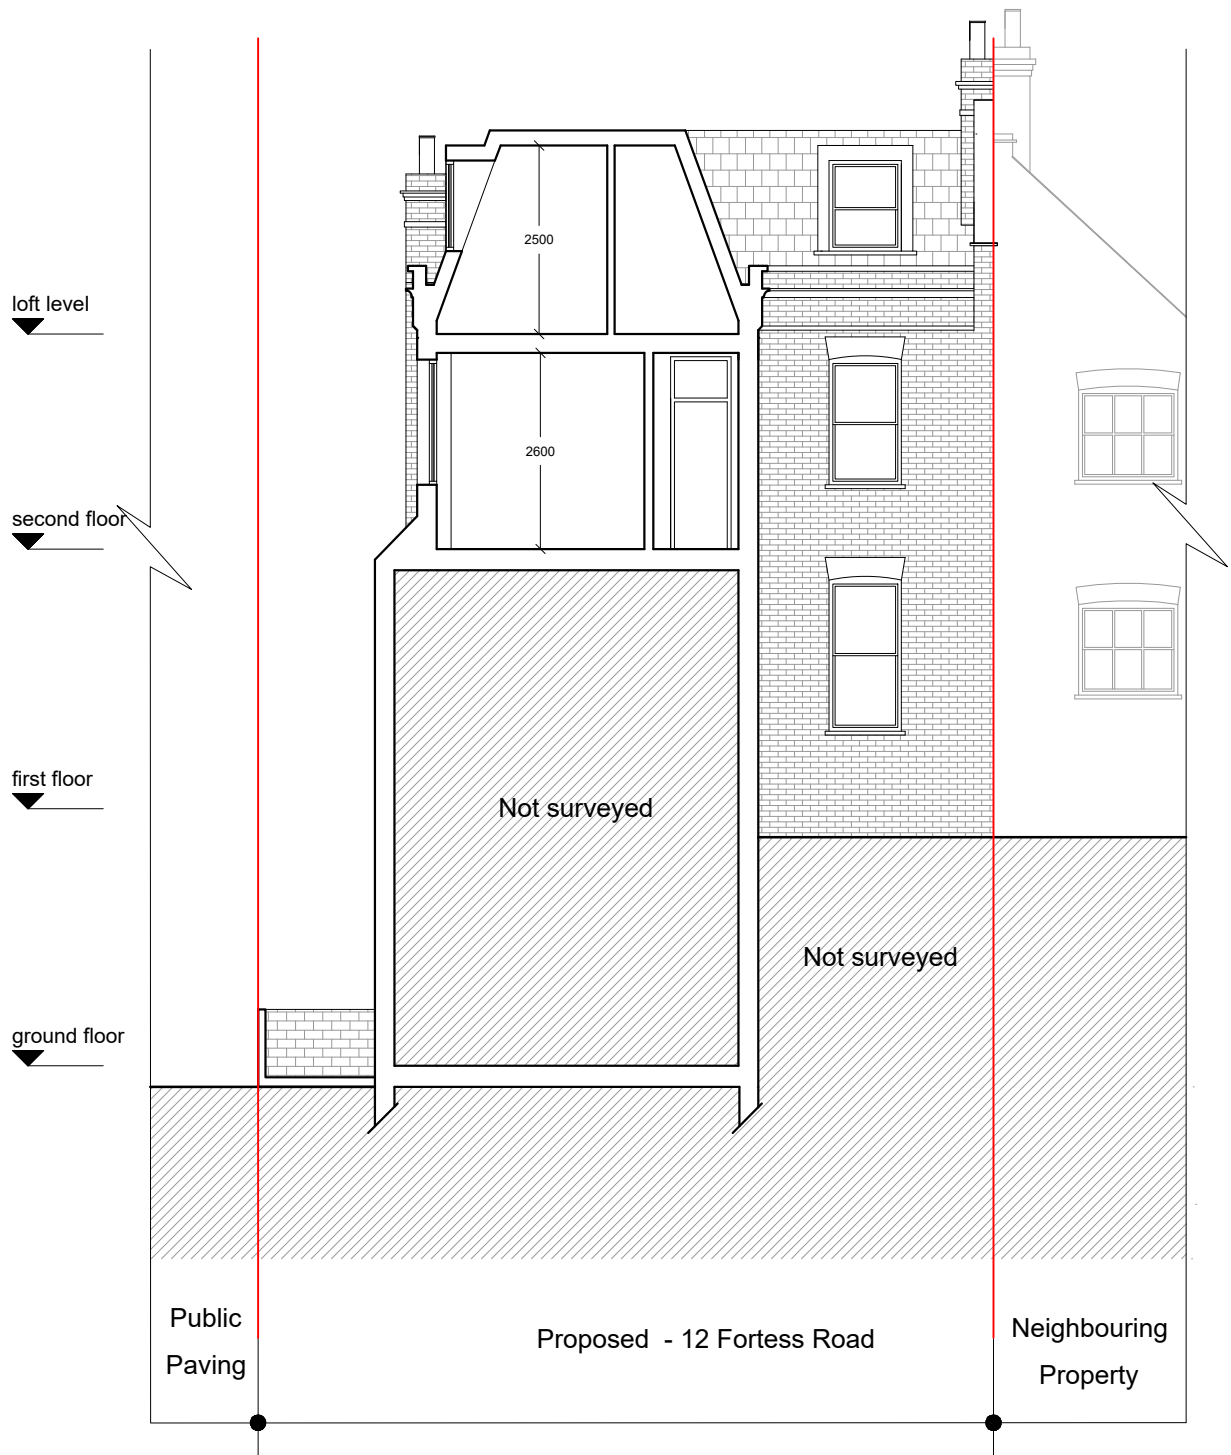 2500
loft level
2600
second floor
first floor
Not surveyed
Not surveyed
ground floor
Public
Paving
Proposed - 12 Fortess Road
Neighbouring
Property